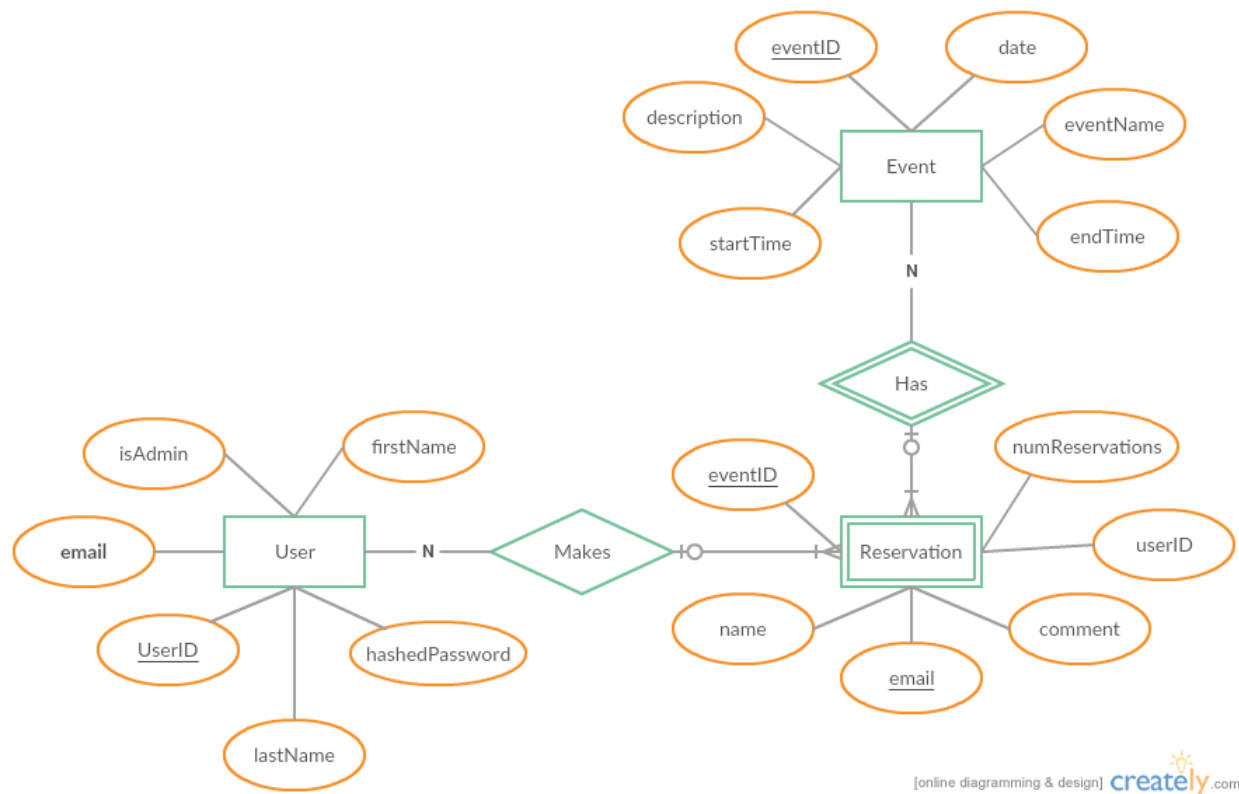 eventID
date
description
eventName
Event
startTime
endTime
N
Has
isAdmin
firstName
eventID
numReservations
email
User
N
Makes
Reservation
userID
UserID
hashedPassword
name
comment
email
lastName
[online diagramming & design] creately.com